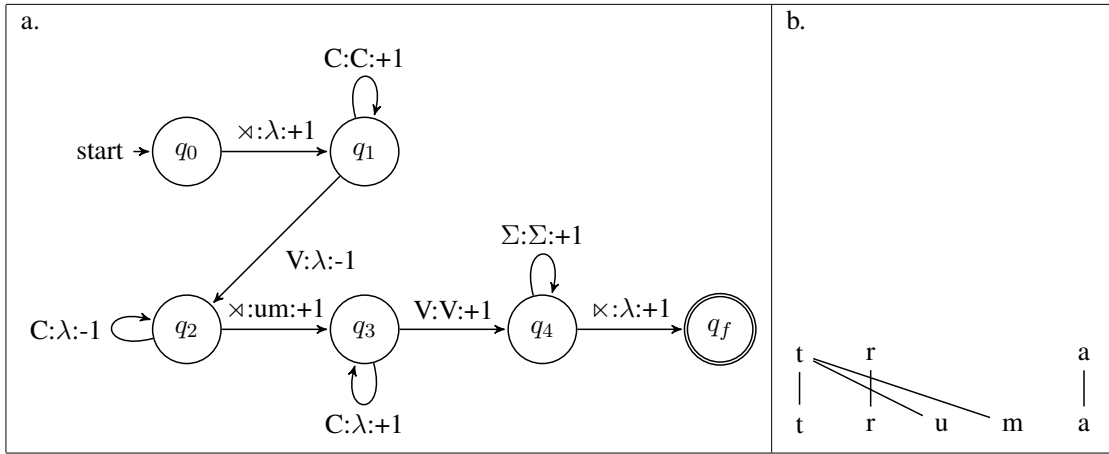 a.
b.
C:C:+1
start
q0
⋊:λ:+1
q1
V:λ:-1
Σ:Σ:+1
C:λ:-1
q2
⋊:um:+1
q3
V:V:+1
q4
⋉:λ:+1
qf
C:λ:+1
t r a
t r u m a